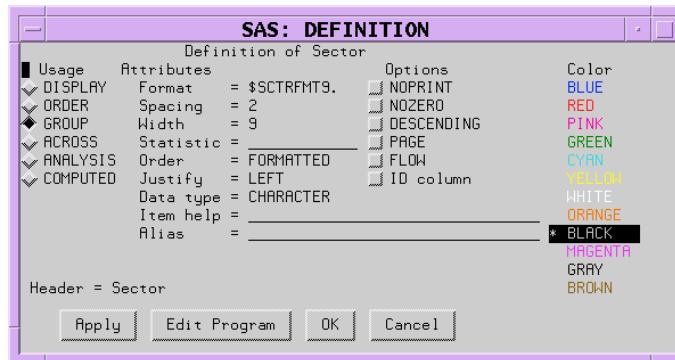 SAS: DEFINITION
Definition of Sector
Usage Attributes Options Color
DISPLAY Format = $SCTRFMT9. NOPRINT BLUE
ORDER Spacing = 2 NOZERO RED
GROUP Width = 9 DESCENDING PINK
ACROSS Statistic = PAGE GREEN
ANALYSIS Order = FORMATTED FLOW CYAN
COMPUTED Justify = LEFT ID column YELLOW
Data type = CHARACTER WHITE
Item help = ORANGE
Alias = * BLACK
MAGENTA
GRAY
Header = Sector BROWN
Apply Edit Program OK Cancel